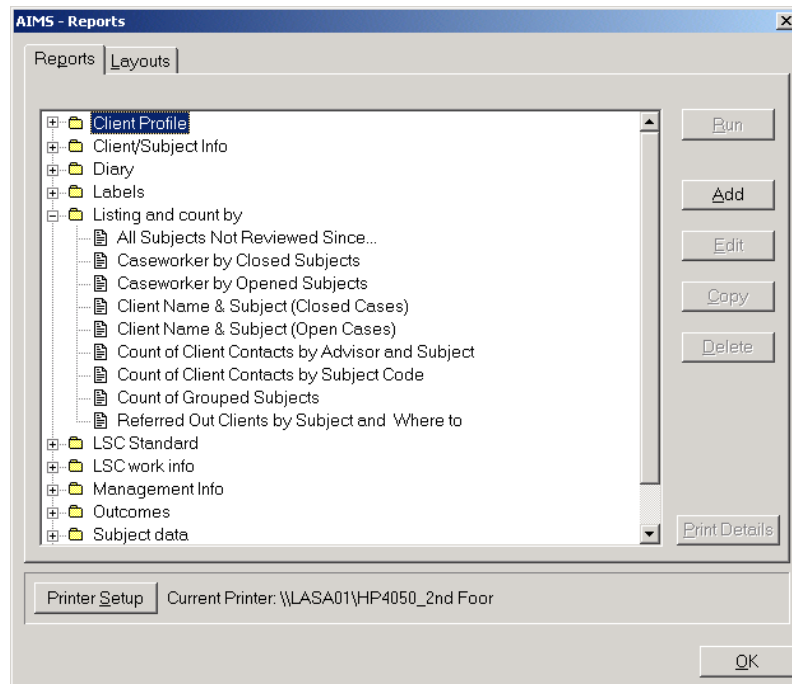 AIMS - Reports
Reports Layouts
Client Profile
Client/Subject Info
Diary
Labels
Listing and count by
All Subjects Not Reviewed Since...
Caseworker by Closed Subjects
Caseworker by Opened Subjects
Client Name & Subject (Closed Cases)
Client Name & Subject (Open Cases)
Count of Client Contacts by Advisor and Subject
Count of Client Contacts by Subject Code
Count of Grouped Subjects
Referred Out Clients by Subject and Where to
LSC Standard
LSC work info
Management Info
Outcomes
Subject data
Run
Add
Edit
Copy
Delete
Print Details
Printer Setup Current Printer: \\LASA01\HP4050_2nd Foor
OK